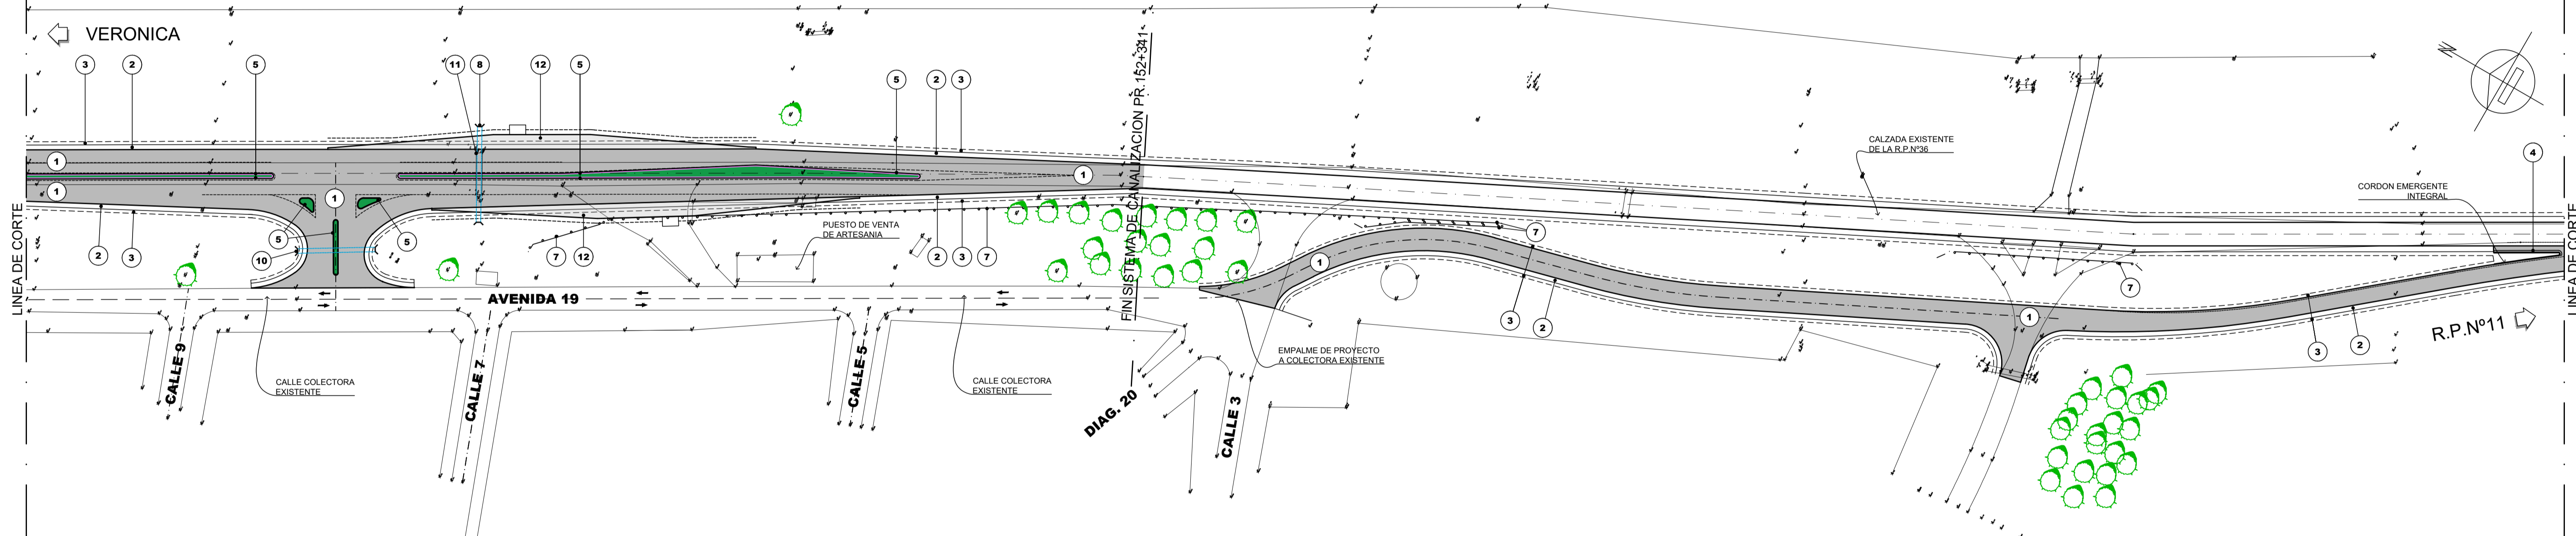 VERONICA
3
2
5
11
8
12
5
5
2
3
FIN SISTEMA DE CANALIZACION PR.152+341
N
CALZADA EXISTENTE
DE LA R.P.Nº36
4
CORDON EMERGENTE
INTEGRAL
1
1
1
1
LINEA DE CORTE
LINEA DE CORTE
5
5
10
2
3
7
12
PUESTO DE VENTA
DE ARTESANIA
2
3
7
1
7
3
2
7
1
3
2
R.P.Nº11
AVENIDA 19
CALLE 9
CALLE 7
CALLE 5
DIAG. 20
CALLE 3
CALLE COLECTORA
EXISTENTE
CALLE COLECTORA
EXISTENTE
EMPALME DE PROYECTO
A COLECTORA EXISTENTE